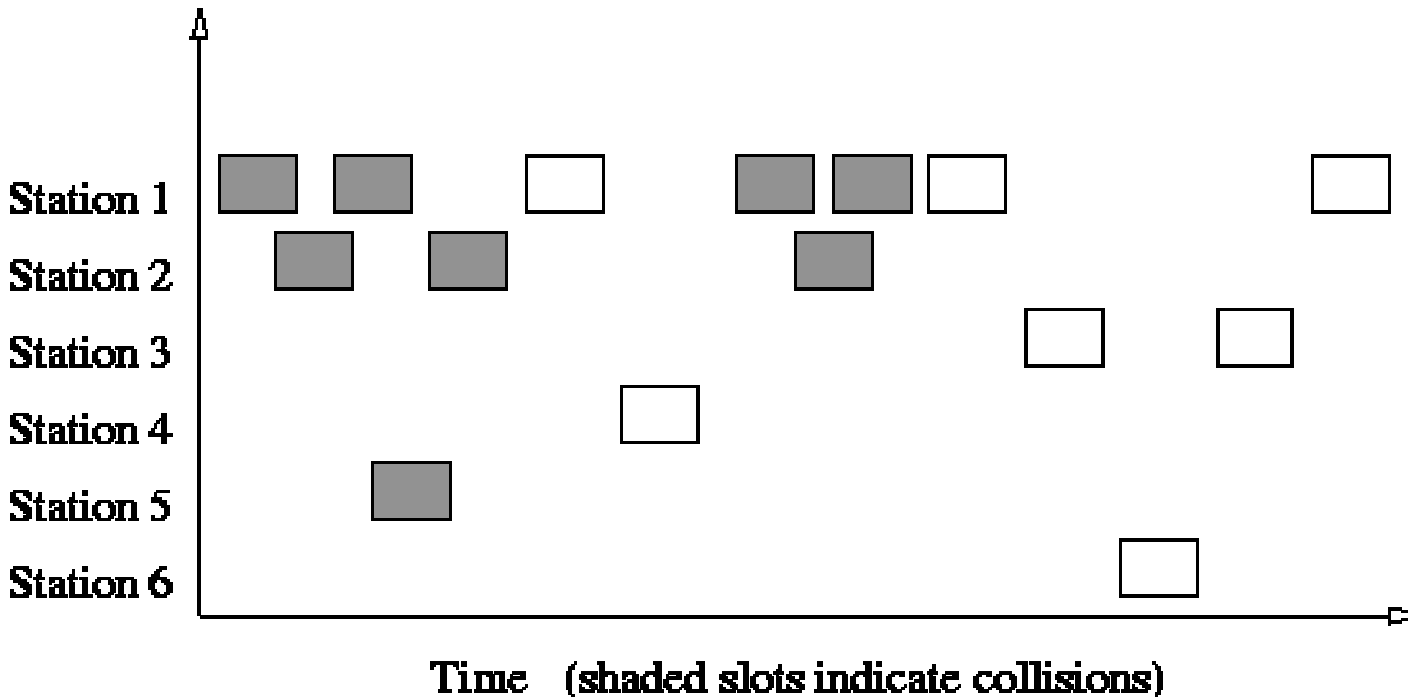 Station 1
Station 2
Station 3
Station 4
Station 5
Station 6
Time (shaded slots indicate collisions)